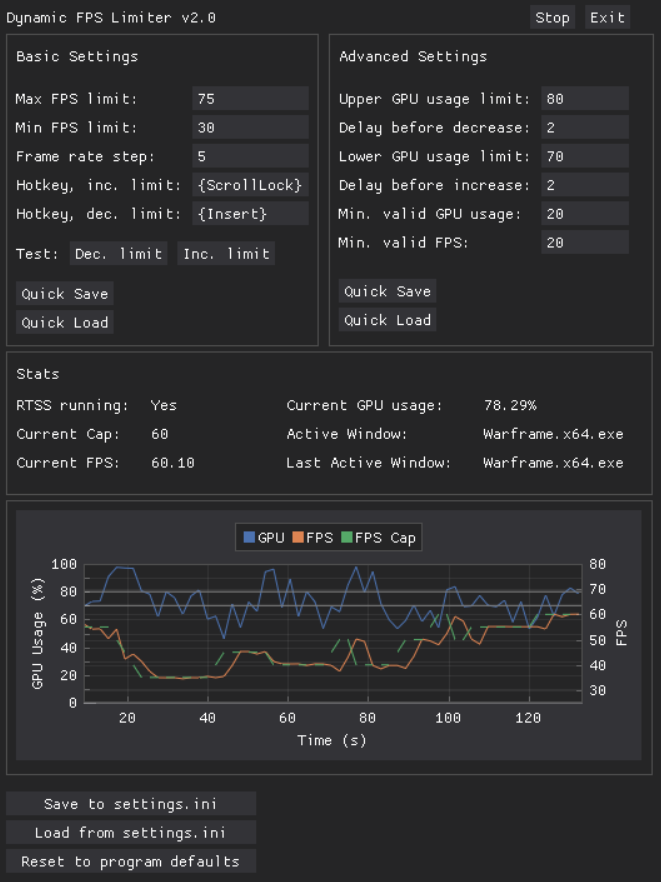 Dynamic FPS Limiter v2.0
Stop
Exit
Basic Settings
Max FPS limit: 75
Min FPS limit: 30
Frame rate step: 5
Hotkey, inc. limit: {ScrollLock}
Hotkey, dec. limit: {Insert}
Test: Dec. limit Inc. limit
Quick Save
Quick Load
Advanced Settings
Upper GPU usage limit: 80
Delay before decrease: 2
Lower GPU usage limit: 70
Delay before increase: 2
Min. valid GPU usage: 20
Min. valid FPS: 20
Quick Save
Quick Load
Stats
RTSS running: Yes
Current GPU usage: 78.29%
Current Cap: 60
Active Window: Warframe.x64.exe
Current FPS: 60.10
Last Active Window: Warframe.x64.exe
GPU FPS FPS Cap
GPU Usage (%)
100
80
60
40
20
0
80
70
60
50
40
30
FPS
20 40 60 80 100 120
Time (s)
Save to settings.ini
Load from settings.ini
Reset to program defaults